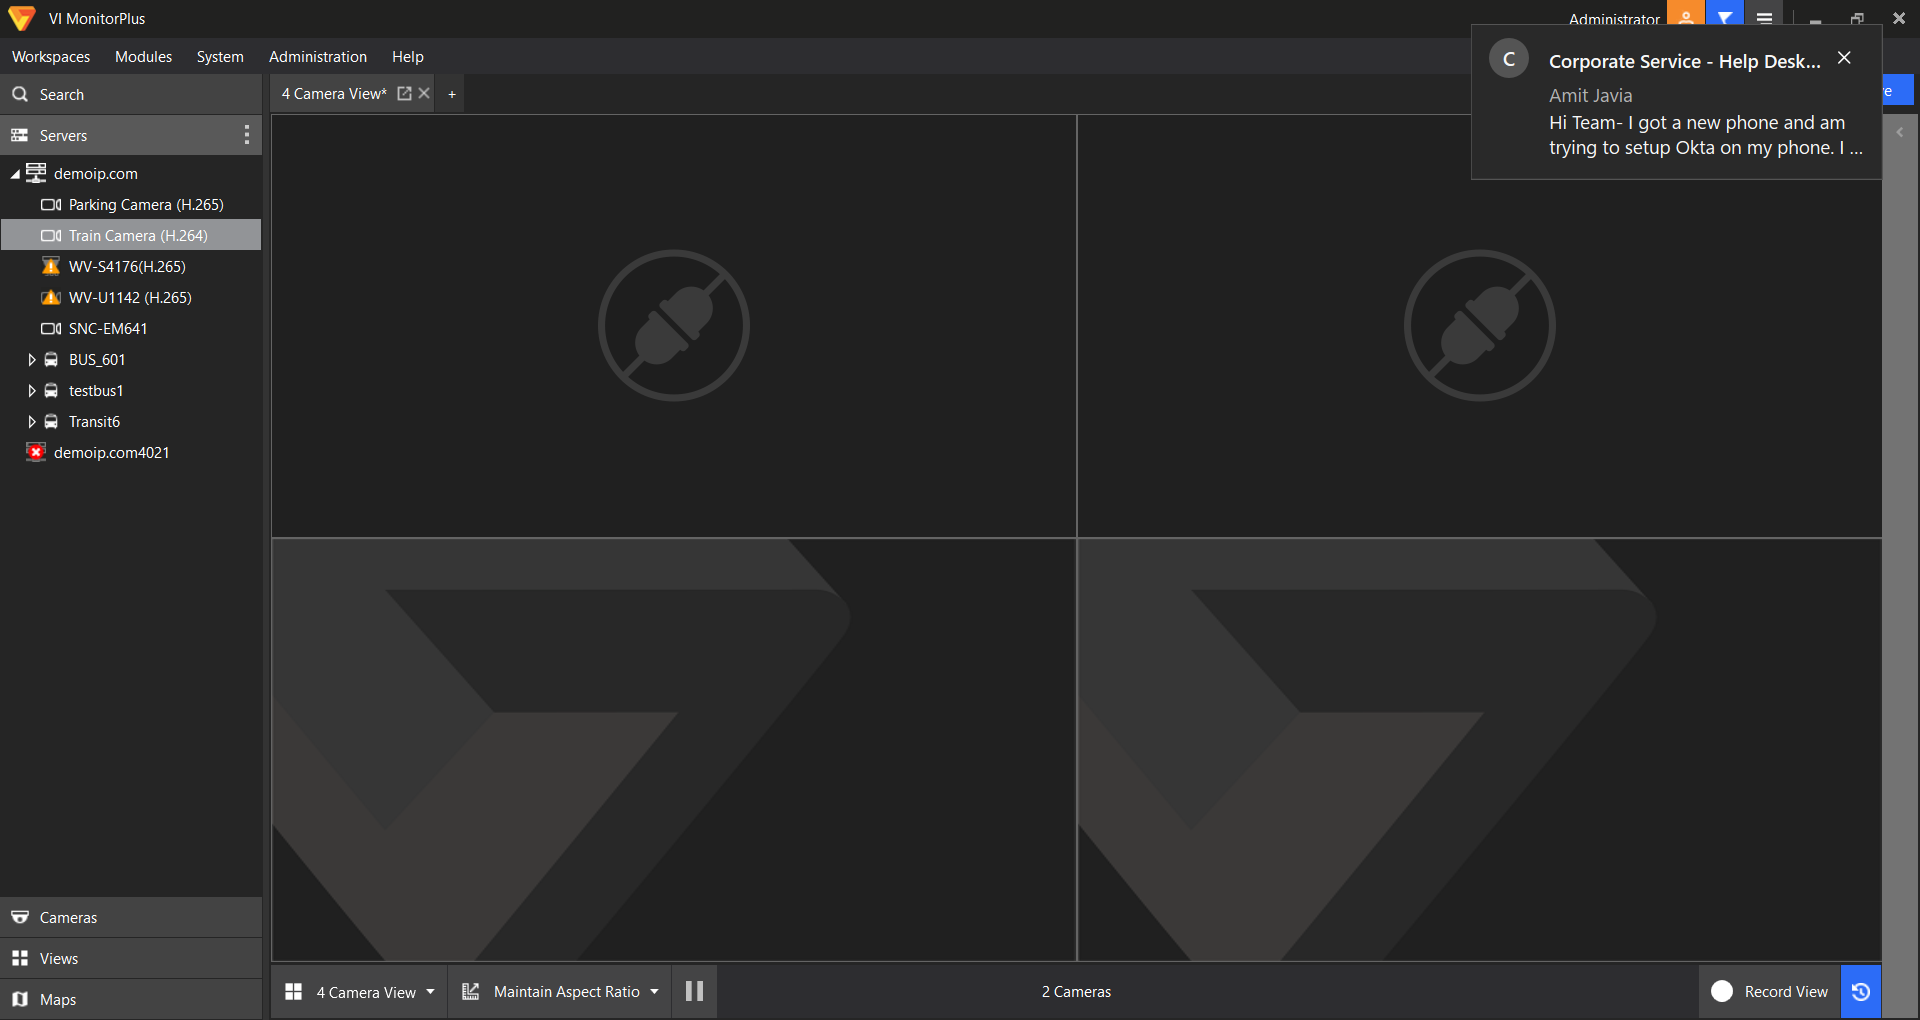 VI MonitorPlus
Administrator
Workspaces Modules System Administration Help
C
Corporate Service - Help Desk...
Amit Javia
Hi Team- I got a new phone and am
trying to setup Okta on my phone. I ...
Search
4 Camera View*
+
e
Servers
demoip.com
Parking Camera (H.265)
Train Camera (H.264)
WV-S4176(H.265)
WV-U1142 (H.265)
SNC-EM641
BUS_601
testbus1
Transit6
demoip.com4021
Cameras
Views
Maps
4 Camera View
Maintain Aspect Ratio
2 Cameras
Record View